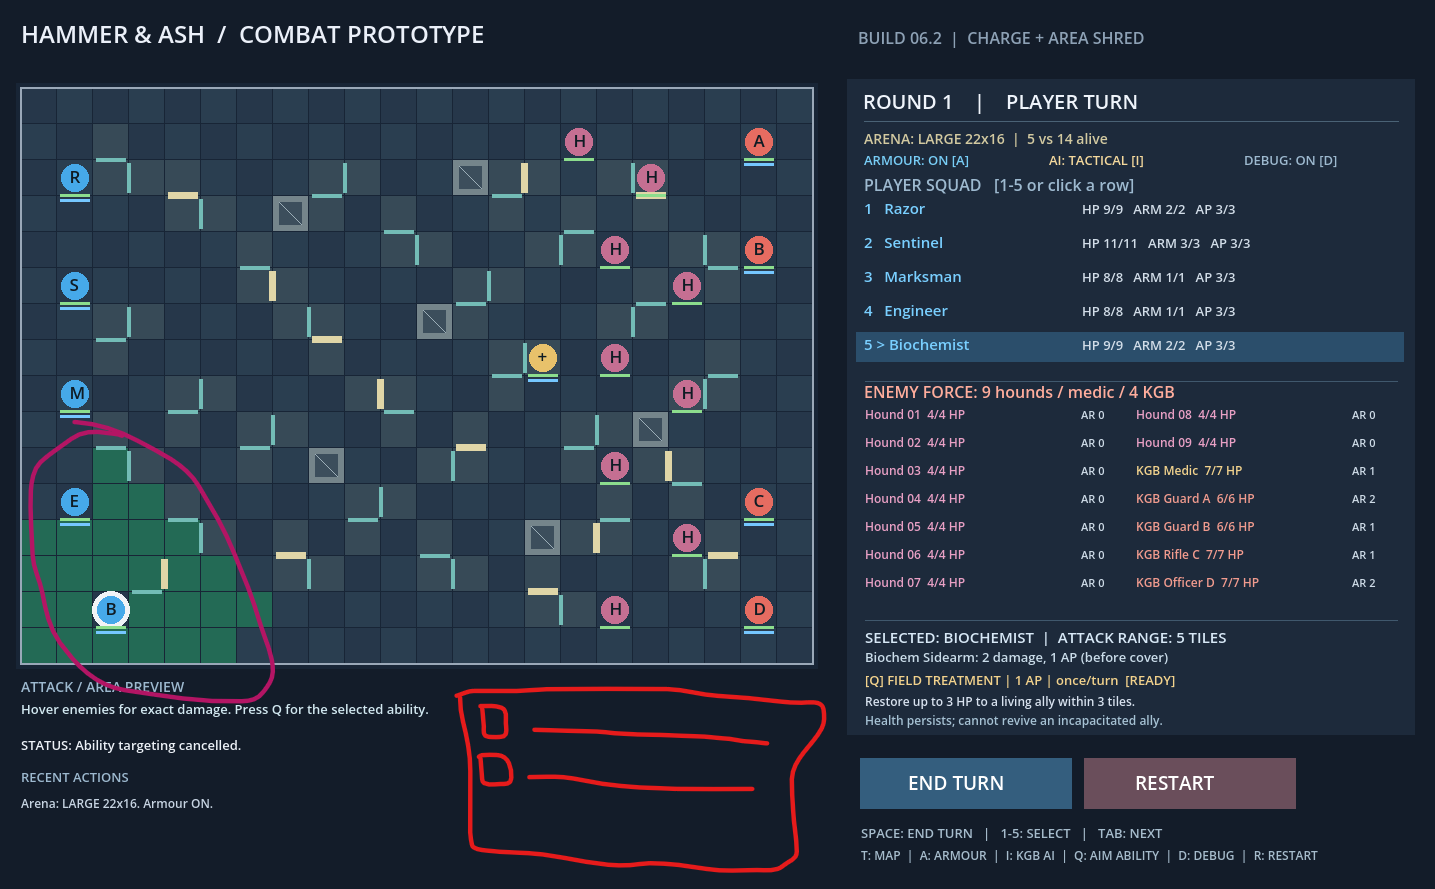 HAMMER & ASH / COMBAT PROTOTYPE
BUILD 06.2 | CHARGE + AREA SHRED
H
A
R
H
H
B
S
H
+
H
M
H
H
E
C
H
B
H
D
ATTACK / AREA PREVIEW
Hover enemies for exact damage. Press Q for the selected ability.
STATUS: Ability targeting cancelled.
RECENT ACTIONS
Arena: LARGE 22x16. Armour ON.
ROUND 1 | PLAYER TURN
ARENA: LARGE 22x16 | 5 vs 14 alive
ARMOUR: ON [A] AI: TACTICAL [I] DEBUG: ON [D]
PLAYER SQUAD [1-5 or click a row]
1 Razor HP 9/9 ARM 2/2 AP 3/3
2 Sentinel HP 11/11 ARM 3/3 AP 3/3
3 Marksman HP 8/8 ARM 1/1 AP 3/3
4 Engineer HP 8/8 ARM 1/1 AP 3/3
5 > Biochemist HP 9/9 ARM 2/2 AP 3/3
ENEMY FORCE: 9 hounds / medic / 4 KGB
Hound 01 4/4 HP AR 0 Hound 08 4/4 HP AR 0
Hound 02 4/4 HP AR 0 Hound 09 4/4 HP AR 0
Hound 03 4/4 HP AR 0 KGB Medic 7/7 HP AR 1
Hound 04 4/4 HP AR 0 KGB Guard A 6/6 HP AR 2
Hound 05 4/4 HP AR 0 KGB Guard B 6/6 HP AR 1
Hound 06 4/4 HP AR 0 KGB Rifle C 7/7 HP AR 1
Hound 07 4/4 HP AR 0 KGB Officer D 7/7 HP AR 2
SELECTED: BIOCHEMIST | ATTACK RANGE: 5 TILES
Biochem Sidearm: 2 damage, 1 AP (before cover)
[Q] FIELD TREATMENT | 1 AP | once/turn [READY]
Restore up to 3 HP to a living ally within 3 tiles.
Health persists; cannot revive an incapacitated ally.
END TURN RESTART
SPACE: END TURN | 1-5: SELECT | TAB: NEXT
T: MAP | A: ARMOUR | I: KGB AI | Q: AIM ABILITY | D: DEBUG | R: RESTART